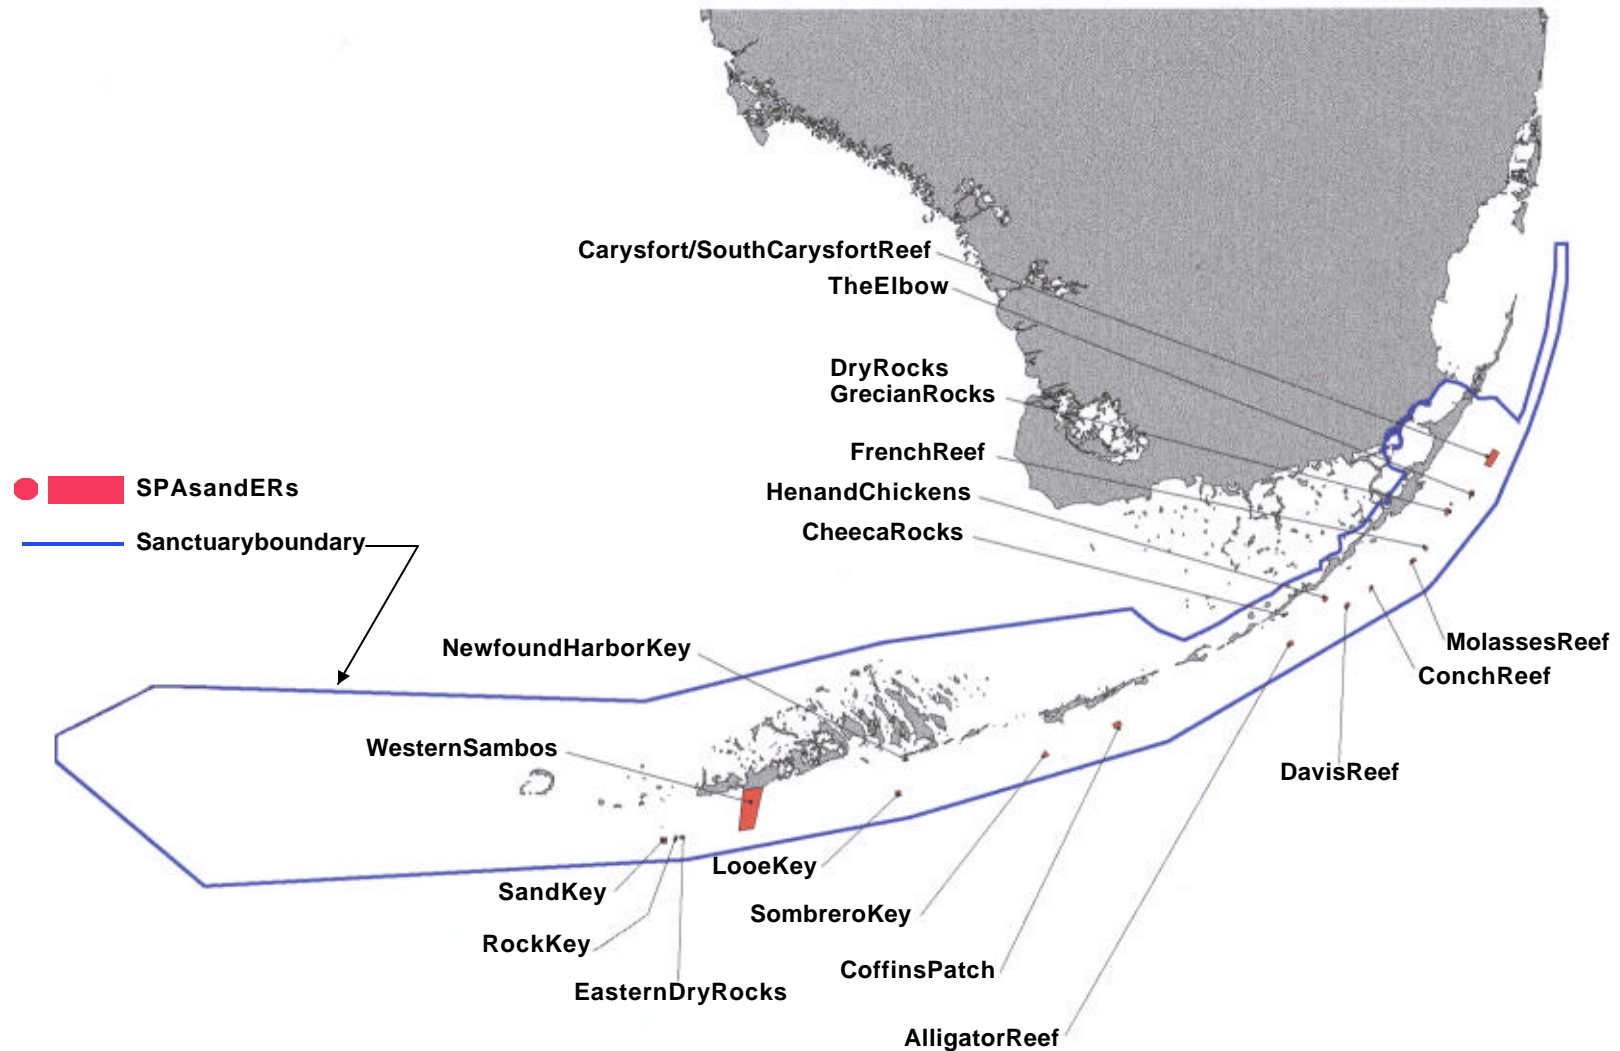 Carysfort/SouthCarysfortReef
TheElbow
DryRocks
GrecianRocks
FrenchReef
HenandChickens
CheecaRocks
SPAsandERs
Sanctuaryboundary
NewfoundHarborKey
WesternSambos
MolassesReef
ConchReef
DavisReef
LooeKey
SandKey
SombreroKey
RockKey
CoffinsPatch
EasternDryRocks
AlligatorReef